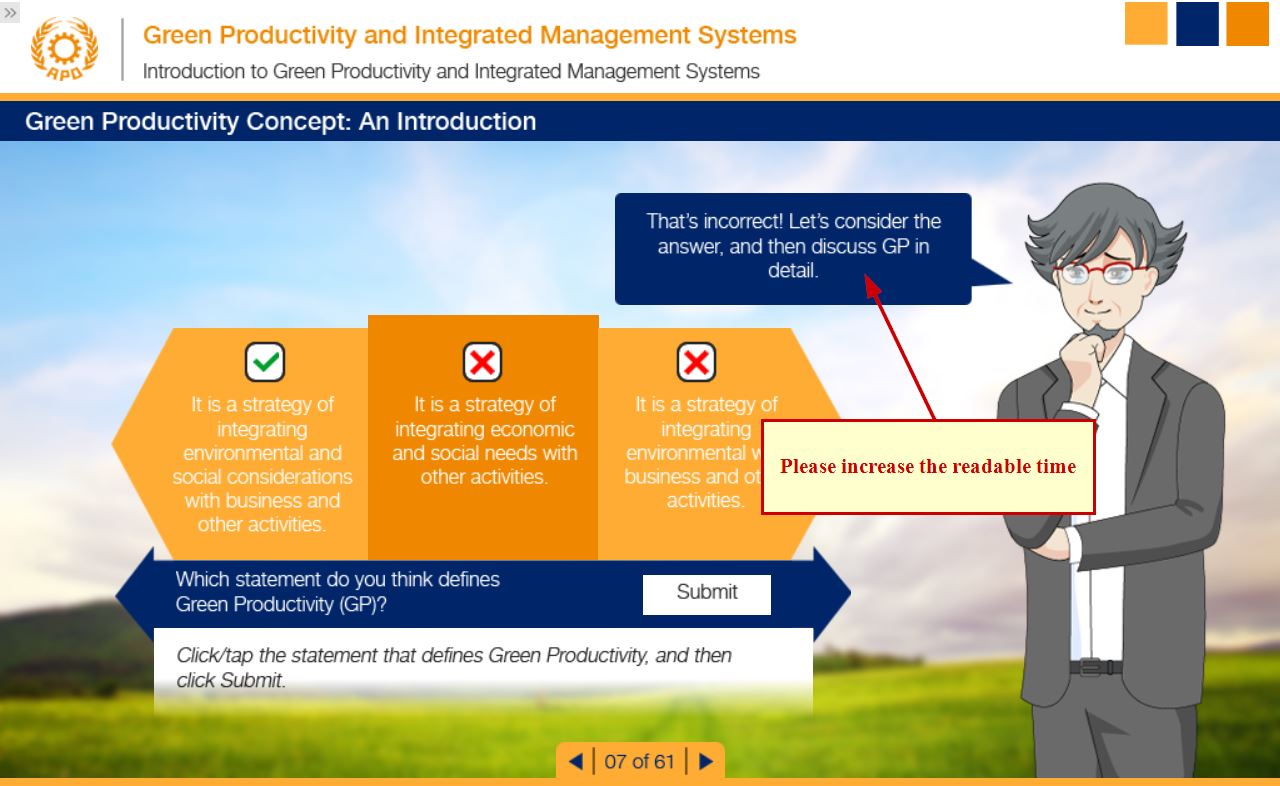 APO
Green Productivity and Integrated Management Systems
Introduction to Green Productivity and Integrated Management Systems
Green Productivity Concept: An Introduction
That's incorrect! Let's consider the
answer, and then discuss GP in
detail.
It is a strategy of
integrating
environmental and
social considerations
with business and
other activities.
It is a strategy of
integrating economic
and social needs with
other activities.
It is a strategy of
integrating
environmental
business and
activities.
Please increase the readable time
Which statement do you think defines
Green Productivity (GP)?
Submit
Click/tap the statement that defines Green Productivity, and then
click Submit.
07 of 61